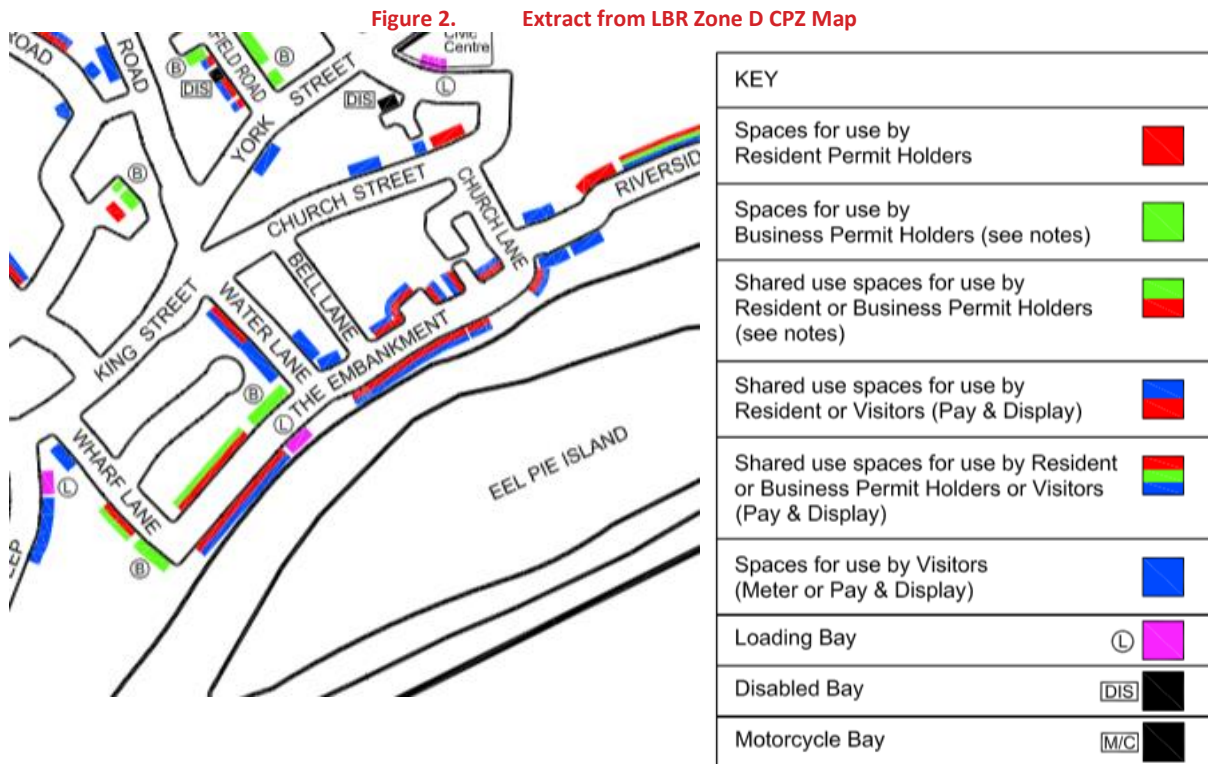 Figure 2. Extract from LBR Zone D CPZ Map
ROAD
ROAD
FIELD ROAD
YORK STREET
Civic
Centre
B
DIS
B
L
DIS
B
CHURCH STREET
CHURCH LANE
RIVERSID
BELL LANE
WATER LANE
KING STREET
THE EMBANKMENT
B
L
WHARF LANE
L
B
EEL PIE ISLAND
KEY
Spaces for use by
Resident Permit Holders
Spaces for use by
Business Permit Holders (see notes)
Shared use spaces for use by
Resident or Business Permit Holders
(see notes)
Shared use spaces for use by
Resident or Visitors (Pay & Display)
Shared use spaces for use by Resident
or Business Permit Holders or Visitors
(Pay & Display)
Spaces for use by Visitors
(Meter or Pay & Display)
Loading Bay L
Disabled Bay DIS
Motorcycle Bay M/C